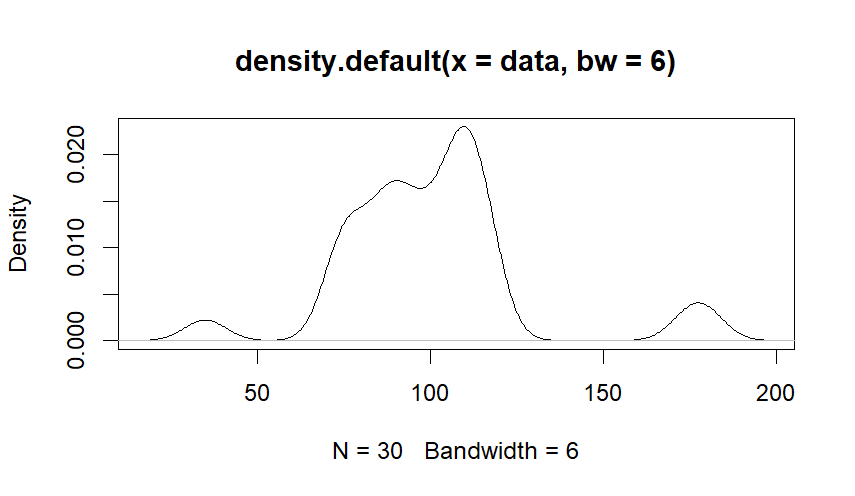 density.default(x = data, bw = 6)
Density
0.020
0.010
0.000
50 100 150 200
N = 30 Bandwidth = 6